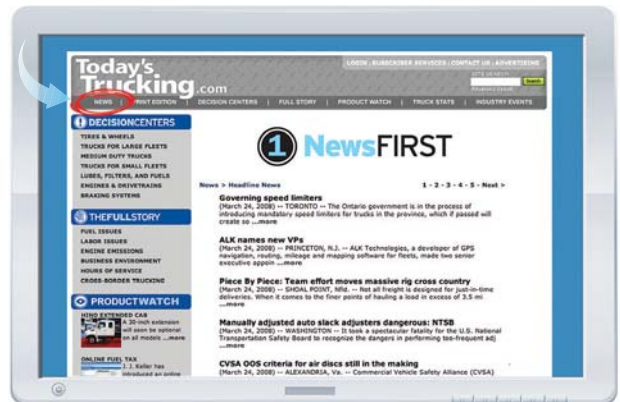 Today's
Trucking.com
LOGIN : SUBSCRIBER SERVICES : CONTACT US : ADVERTISING
SITE SEARCH
Search
NEWS | PRINT EDITION | DECISION CENTERS | FULL STORY | PRODUCT WATCH | TRUCK STATS | INDUSTRY EVENTS
DECISIONCENTERS
TIRES & WHEELS
TRUCKS FOR LARGE FLEETS
MEDIUM DUTY TRUCKS
TRUCKS FOR SMALL FLEETS
LUBES, FILTERS, AND FUELS
ENGINES & DRIVETRAINS
BRAKING SYSTEMS
THEFULLSTORY
FUEL ISSUES
LABOR ISSUES
ENGINE EMISSIONS
BUSINESS ENVIRONMENT
HOURS OF SERVICE
CROSS-BORDER TRUCKING
PRODUCTWATCH
HINO EXTENDED CAB
A 20-inch extension
will soon be optional
on all models ...more
ONLINE FUEL TAX
J. J. Keller has
introduced an online
1 NewsFIRST
News > Headline News
1 - 2 - 3 - 4 - 5 - Next >
Governing speed limiters
(March 24, 2008) -- TORONTO -- The Ontario government is in the process of
introducing mandatory speed limiters for trucks in the province, which if passed will
create so ...more
ALK names new VPs
(March 24, 2008) -- PRINCETON, N.J. -- ALK Technologies, a developer of GPS
navigation, routing, mileage and mapping software for fleets, made two senior
executive appoin ...more
Piece By Piece: Team effort moves massive rig cross country
(March 24, 2008) -- SHOAL POINT, Nfld. -- Not all freight is designed for just-in-time
deliveries. When it comes to the finer points of hauling a load in excess of 3.5 mi
...more
Manually adjusted auto slack adjusters dangerous: NTSB
(March 24, 2008) -- WASHINGTON -- It took a spectacular fatality for the U.S. National
Transportation Safety Board to recognize the dangers in performing too-frequent adj
...more
CVSA OOS criteria for air discs still in the making
(March 24, 2008) -- ALEXANDRIA, Va. -- Commercial Vehicle Safety Alliance (CVSA)